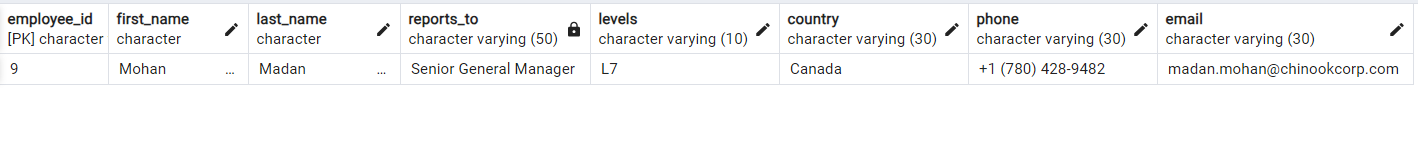 employee_id first_name last_name reports_to levels country phone email
[PK] character character character character varying (50) character varying (10) character varying (30) character varying (30) character varying (30)
9 Mohan ... Madan ... Senior General Manager L7 Canada +1 (780) 428-9482 madan.mohan@chinookcorp.com